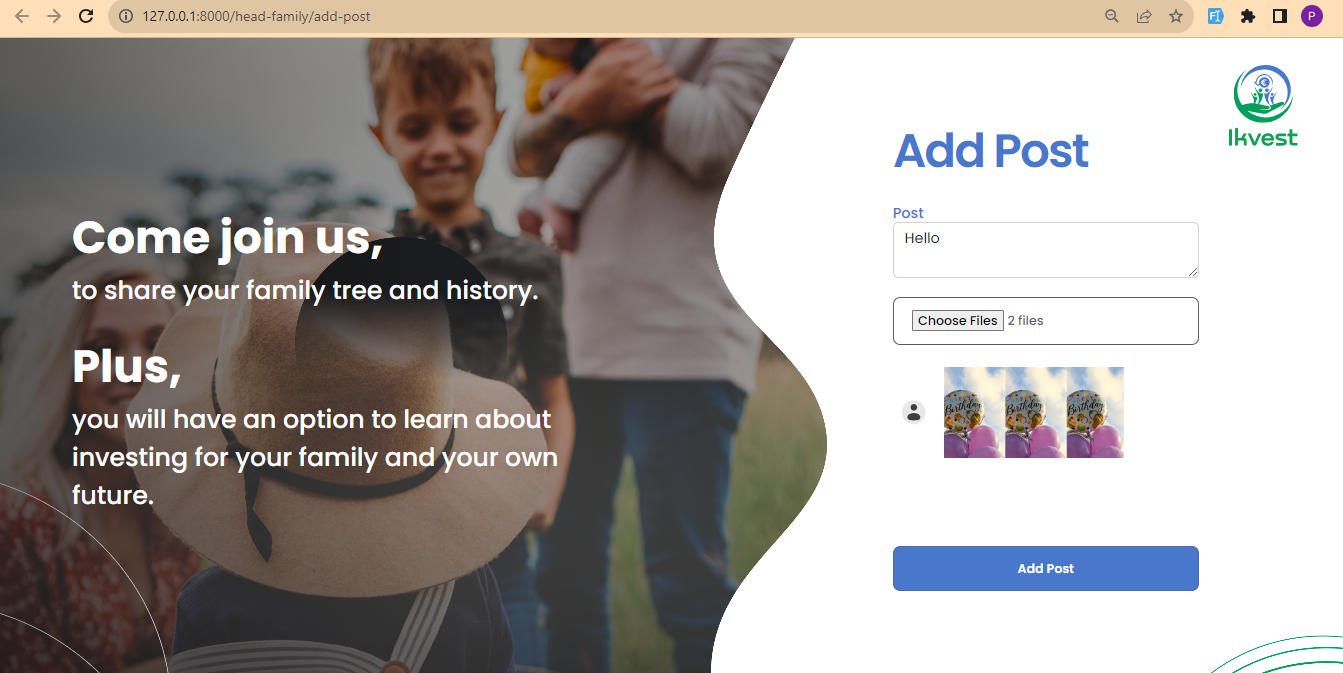 127.0.0.1:8000/head-family/add-post
P
Ikvest
Come join us,
to share your family tree and history.
Plus,
you will have an option to learn about
investing for your family and your own
future.
Add Post
Post
Hello
Choose Files 2 files
Birthday Birthday Birthday
Add Post